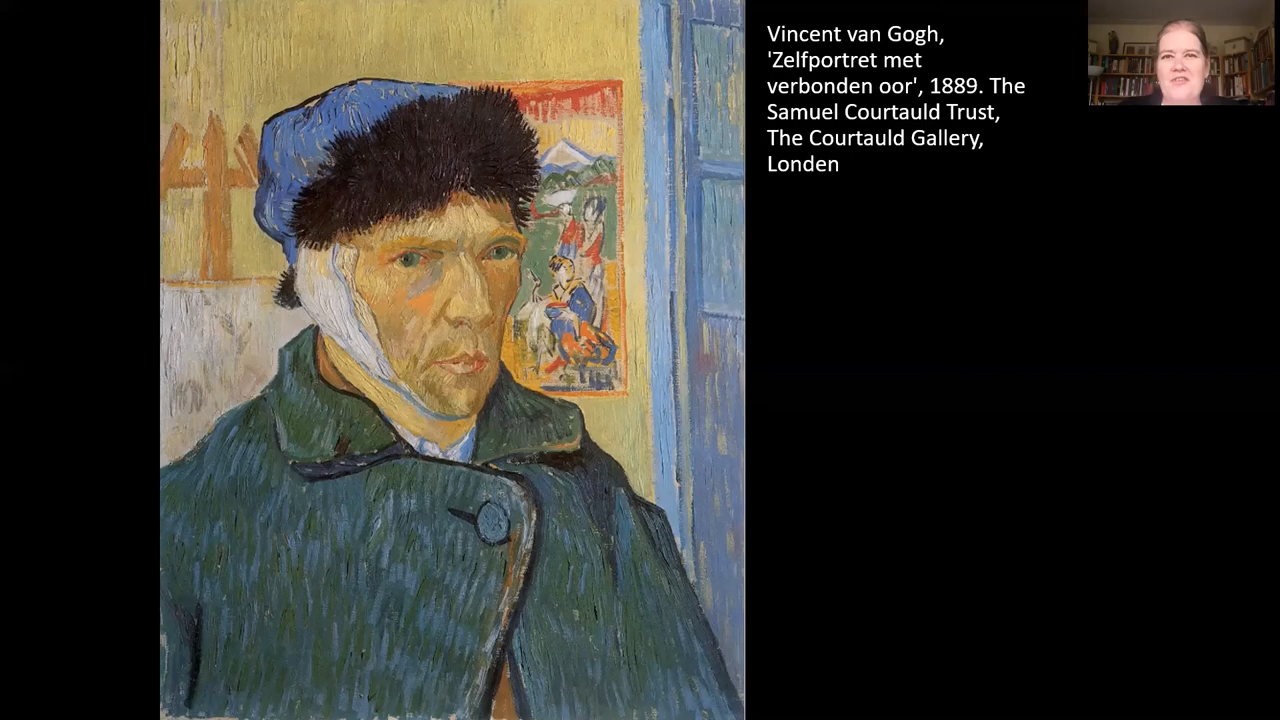 Vincent van Gogh,
'Zelfportret met
verbonden oor', 1889. The
Samuel Courtauld Trust,
The Courtauld Gallery,
Londen